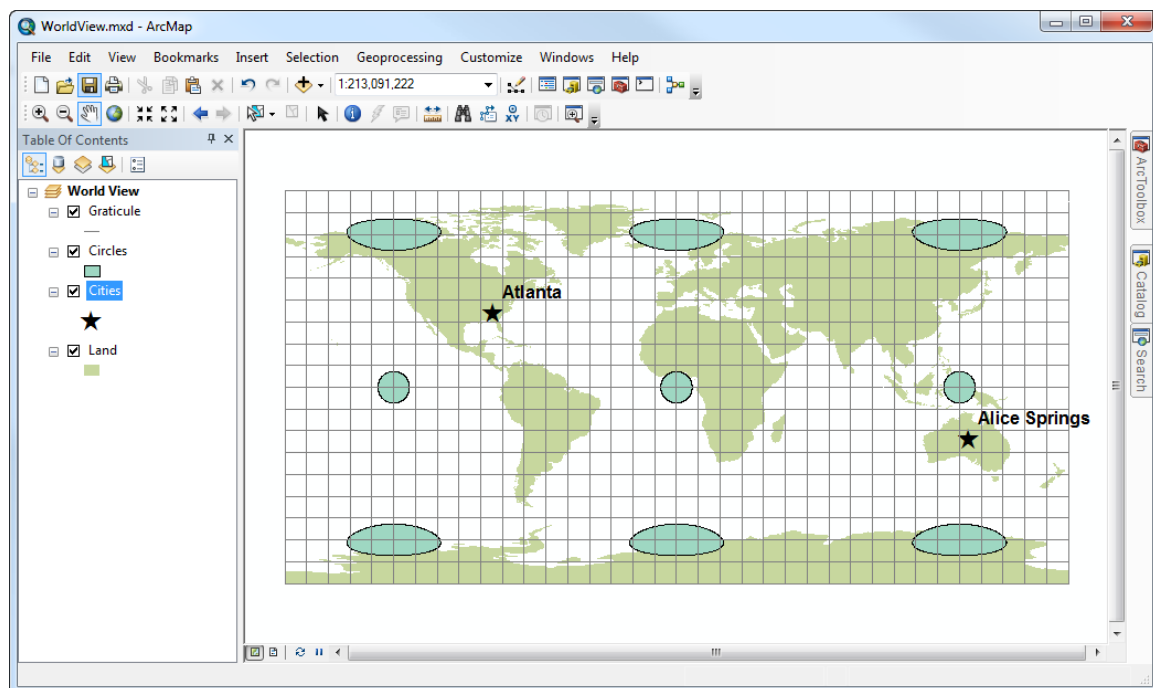 WorldView.mxd - ArcMap
File Edit View Bookmarks Insert Selection Geoprocessing Customize Windows Help
1:213,091,222
XY
Table Of Contents
World View
Graticule
Circles
Cities
Land
Atlanta
Alice Springs
ArcToolbox
Catalog
Search